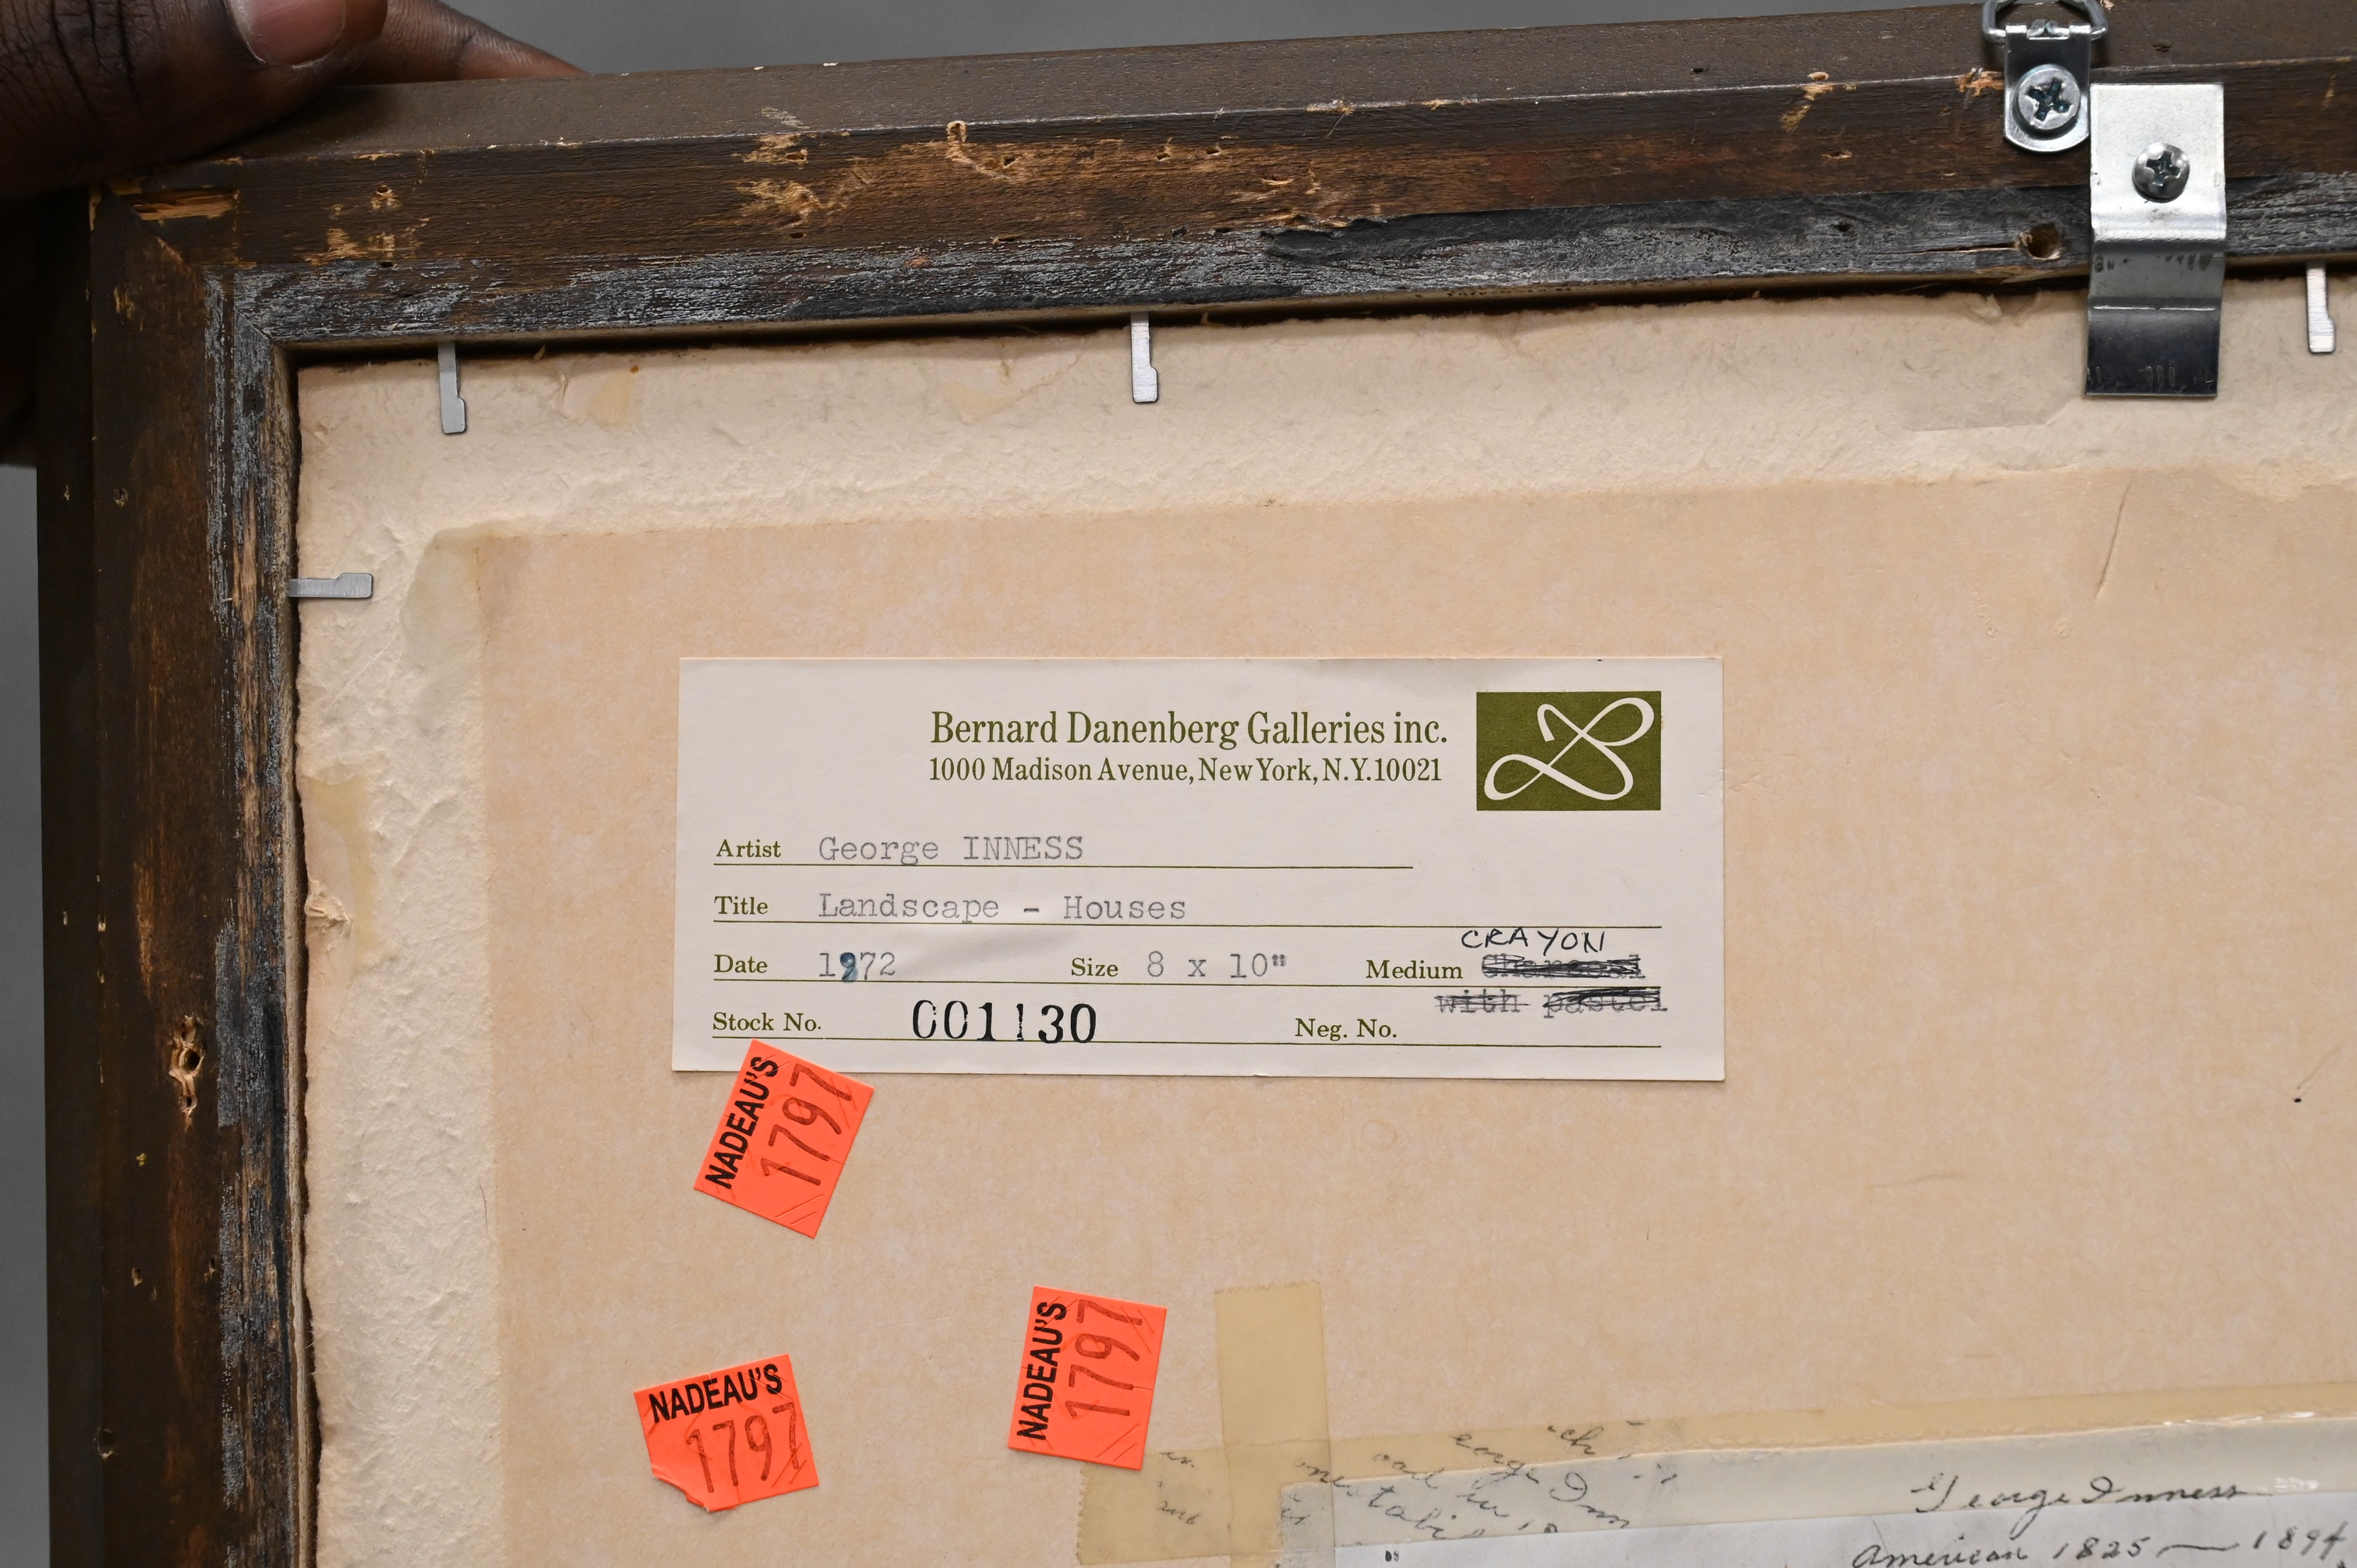 Bernard Danenberg Galleries inc.
1000 Madison Avenue, New York, N.Y. 10021
Artist George INNESS
Title Landscape - Houses
CRAYON
Date 1972 Size 8 x 10" Medium Charcoal
with pastel
Stock No. 001130 Neg. No.
NADEAU'S
1797
NADEAU'S
1797
NADEAU'S
1797
George Inness
American 1825 — 1894